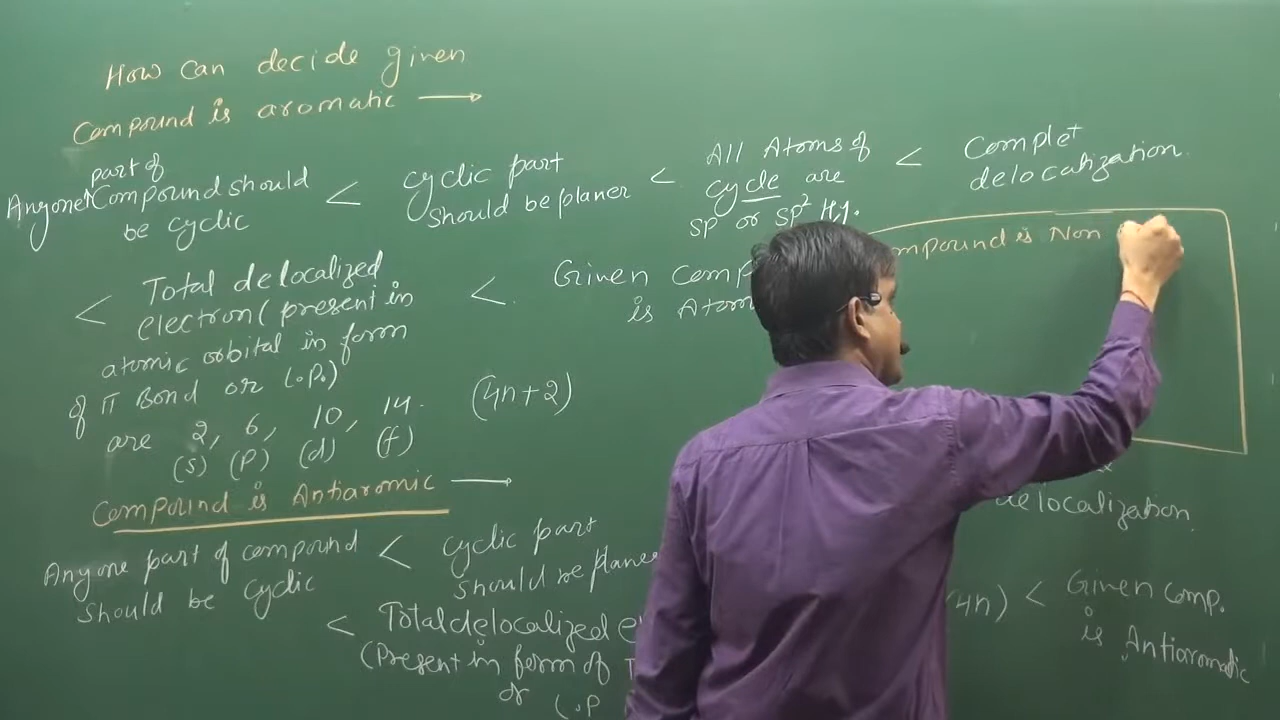 How can decide given
Compound is aromatic →
part of
Anyone Compound should
be cyclic
<
cyclic part
should be planer
<
All Atoms of
cycle are
SP or SP² Hy.
<
Complet
delocalization.
< Total delocalized
electron (present in
atomic orbital in form
of π Bond or l.P.)
are 2, 6, 10, 14.
(s) (p) (d) (f)
(4n+2)
<
Given comp
is
ompound is Non
Compound is Antiaromic →
Anyone part of compound
should be cyclic
<
cyclic part
should be planer
delocalization.
< Total delocalized e
(Present in form of
or l.P
4n) < Given Comp.
is Antiaromatic